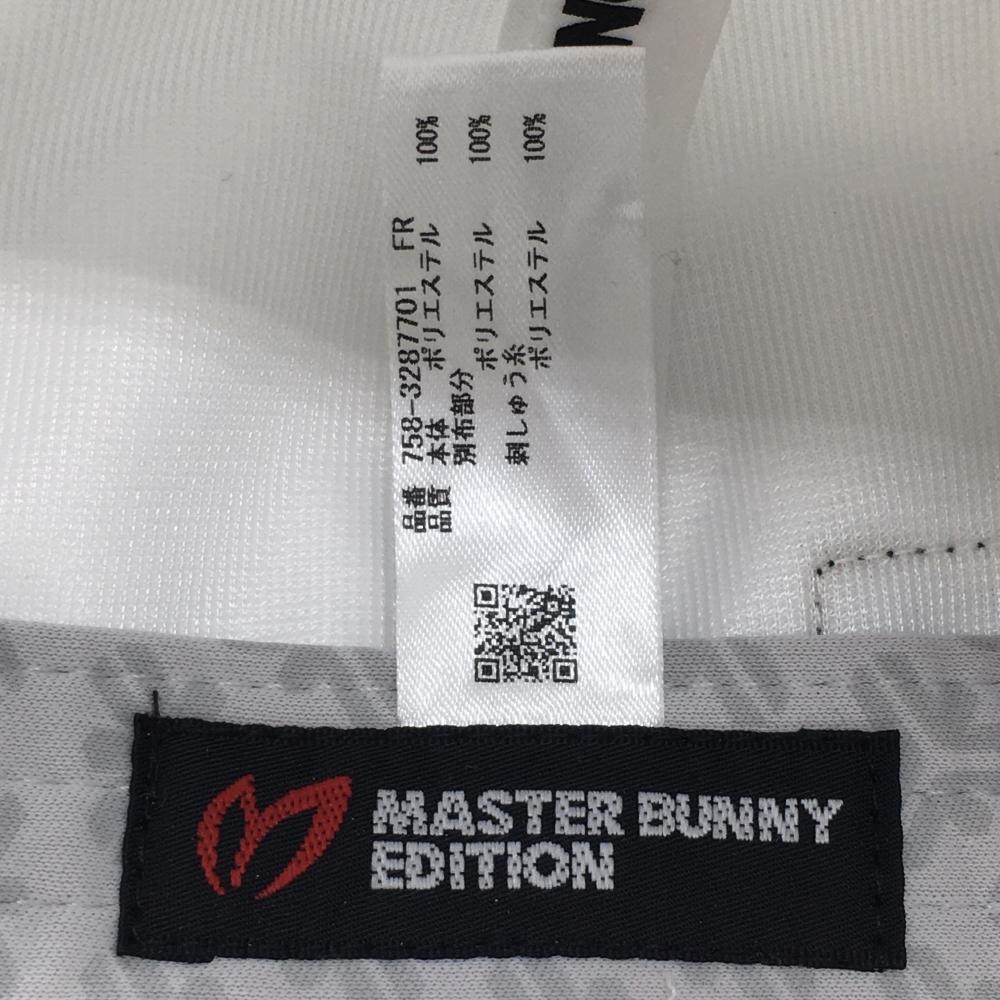 品番 758-3287701 FR
品質 本体
ポリエステル 100%
別布部分
ポリエステル 100%
刺しゅう糸
ポリエステル 100%
MASTER BUNNY
EDITION